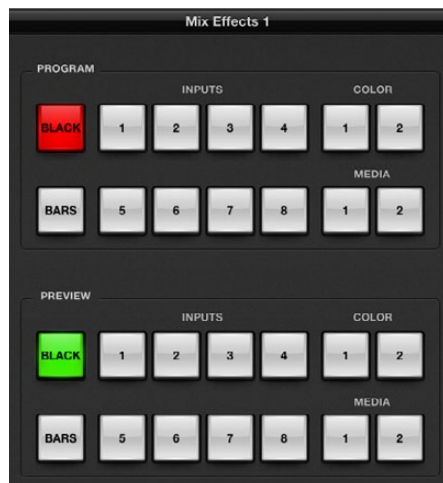 Mix Effects 1
PROGRAM
INPUTS COLOR
BLACK 1 2 3 4 1 2
MEDIA
BARS 5 6 7 8 1 2
PREVIEW
INPUTS COLOR
BLACK 1 2 3 4 1 2
MEDIA
BARS 5 6 7 8 1 2